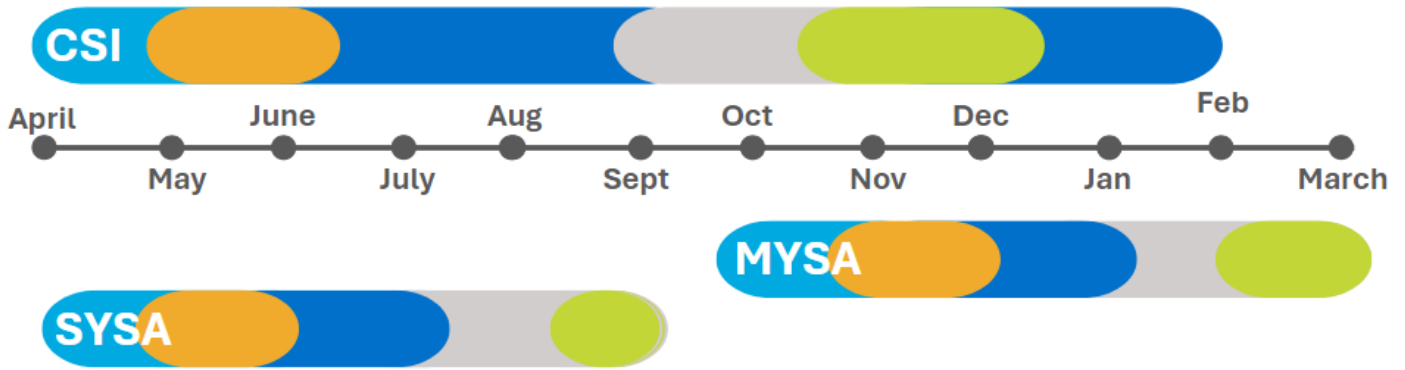 CSI
April
June
Aug
Oct
Dec
Feb
May
July
Sept
Nov
Jan
March
MYSA
SYSA